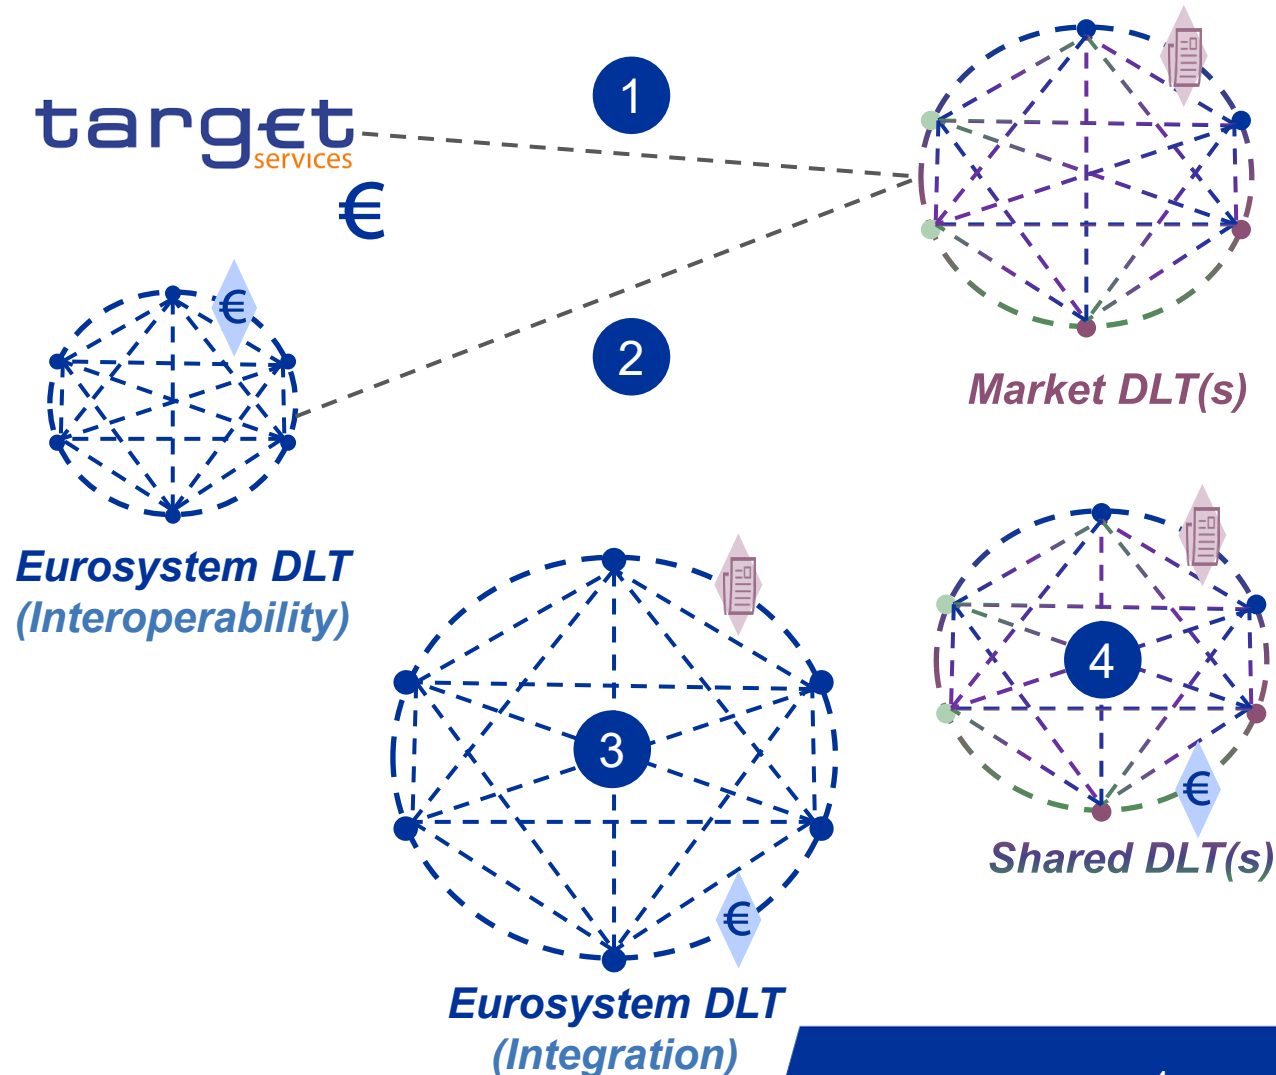 1
target
services
€
€
2
Market DLT(s)
Eurosystem DLT
(Interoperability)
3
€
Eurosystem DLT
(Integration)
4
€
Shared DLT(s)